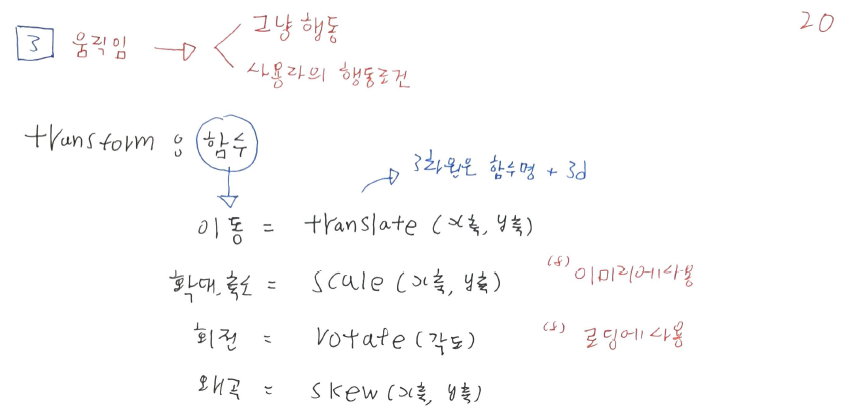 20
3 움직임 → 그냥 행동
사용자의 행동조건
transform : 함수
3차원은 함수명 + 3d
이동 = translate (x축, y축)
확대.축소 = scale (x축, y축) (8) 이미지에 사용
회전 = rotate (각도) (8) 로딩에 사용
왜곡 = skew (x축, y축)